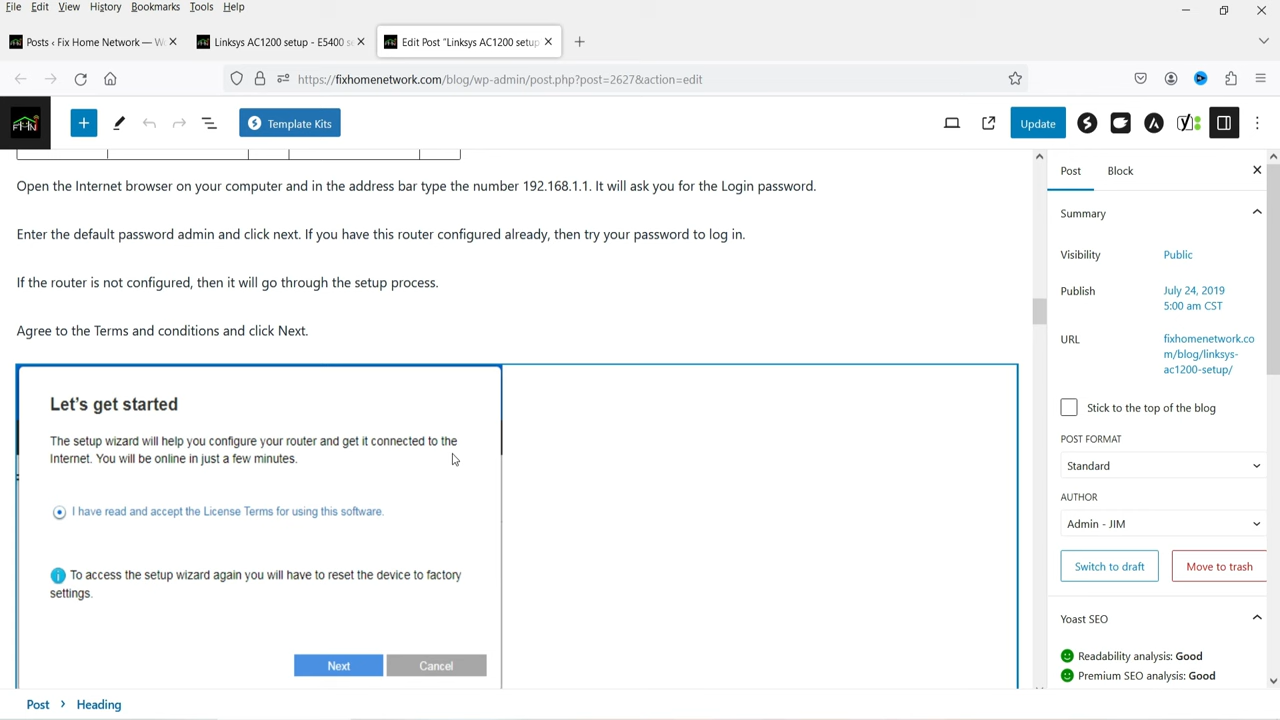 File Edit View History Bookmarks Tools Help
Posts ‹ Fix Home Network — W
Linksys AC1200 setup - E5400 s
Edit Post "Linksys AC1200 setup
https://fixhomenetwork.com/blog/wp-admin/post.php?post=2627&action=edit
Template Kits
Update
Open the Internet browser on your computer and in the address bar type the number 192.168.1.1. It will ask you for the Login password.
Enter the default password admin and click next. If you have this router configured already, then try your password to log in.
If the router is not configured, then it will go through the setup process.
Agree to the Terms and conditions and click Next.
Let's get started
The setup wizard will help you configure your router and get it connected to the
Internet. You will be online in just a few minutes.
I have read and accept the License Terms for using this software.
To access the setup wizard again you will have to reset the device to factory
settings.
Next Cancel
Post Block
Summary
Visibility Public
Publish July 24, 2019
5:00 am CST
URL fixhomenetwork.co
m/blog/linksys-
ac1200-setup/
Stick to the top of the blog
POST FORMAT
Standard
AUTHOR
Admin - JIM
Switch to draft Move to trash
Yoast SEO
Readability analysis: Good
Premium SEO analysis: Good
Post > Heading